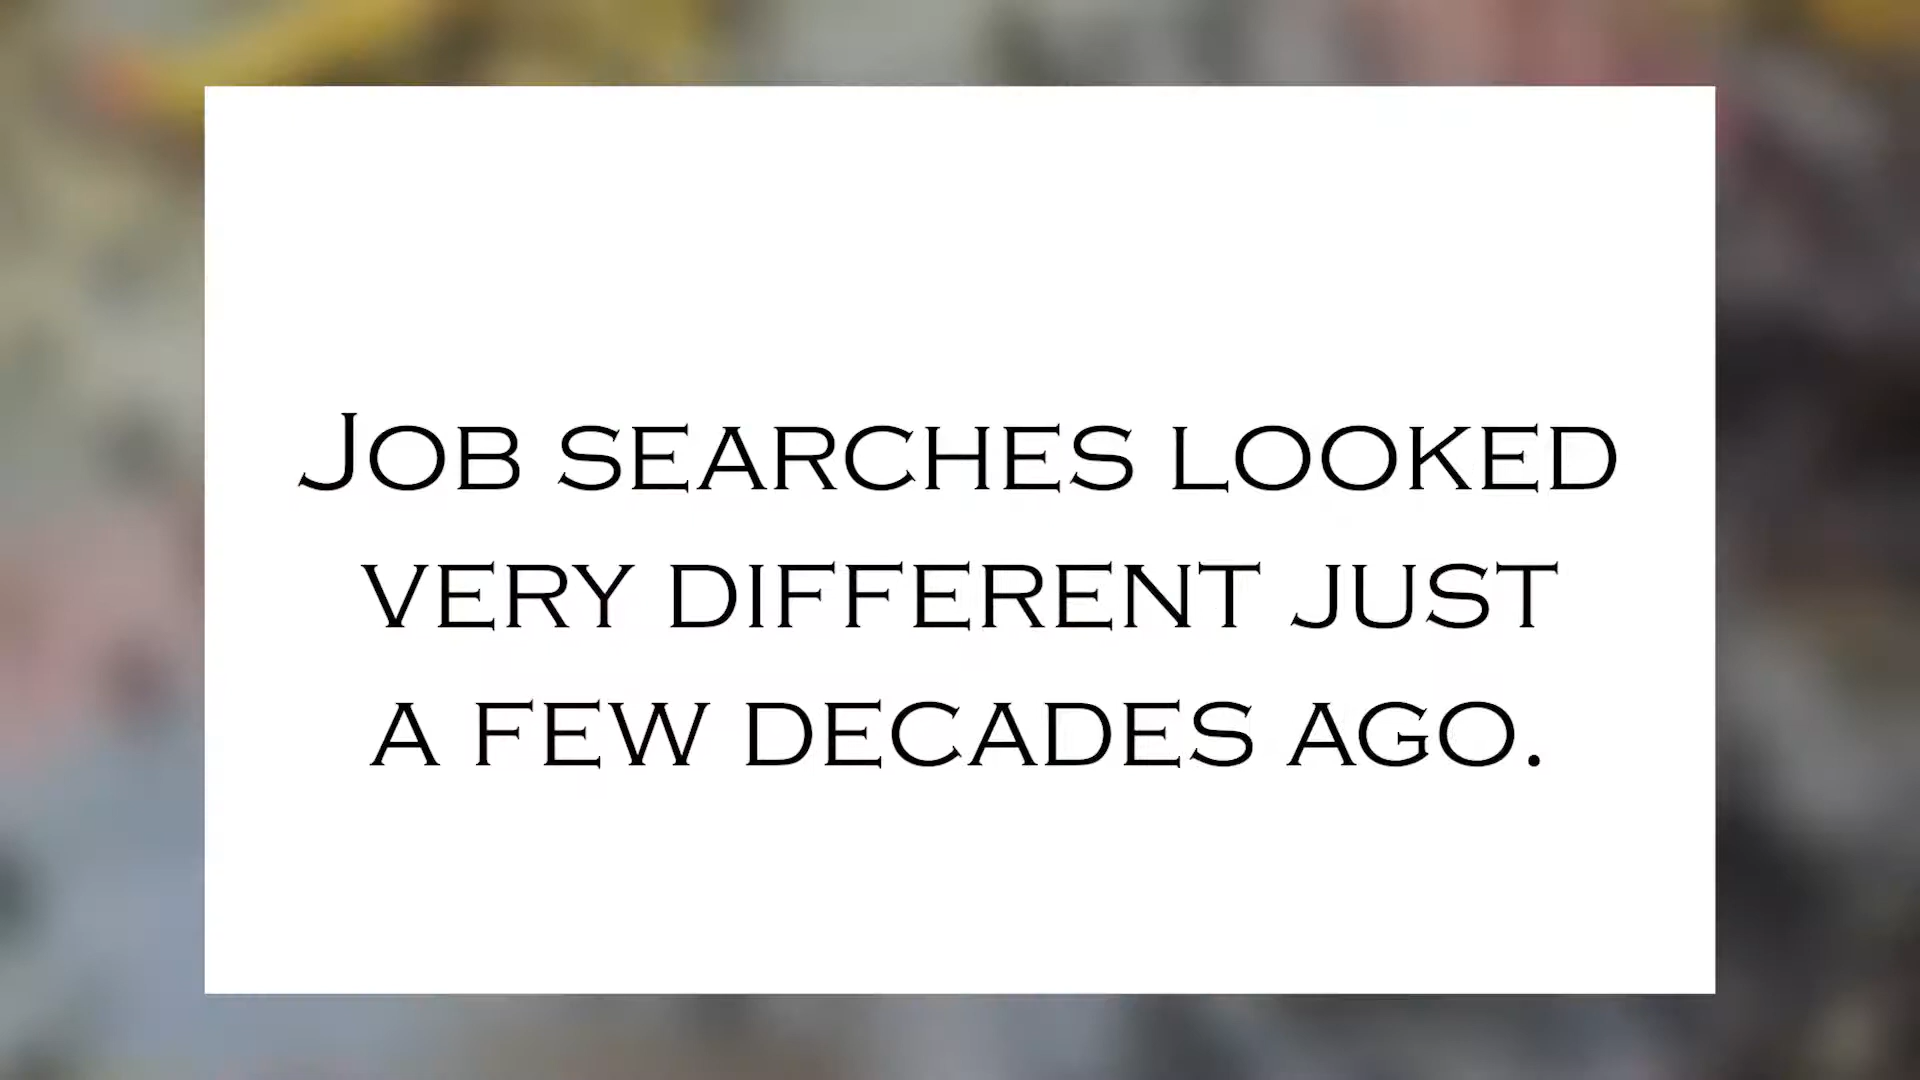 Job searches looked
very different just
a few decades ago.